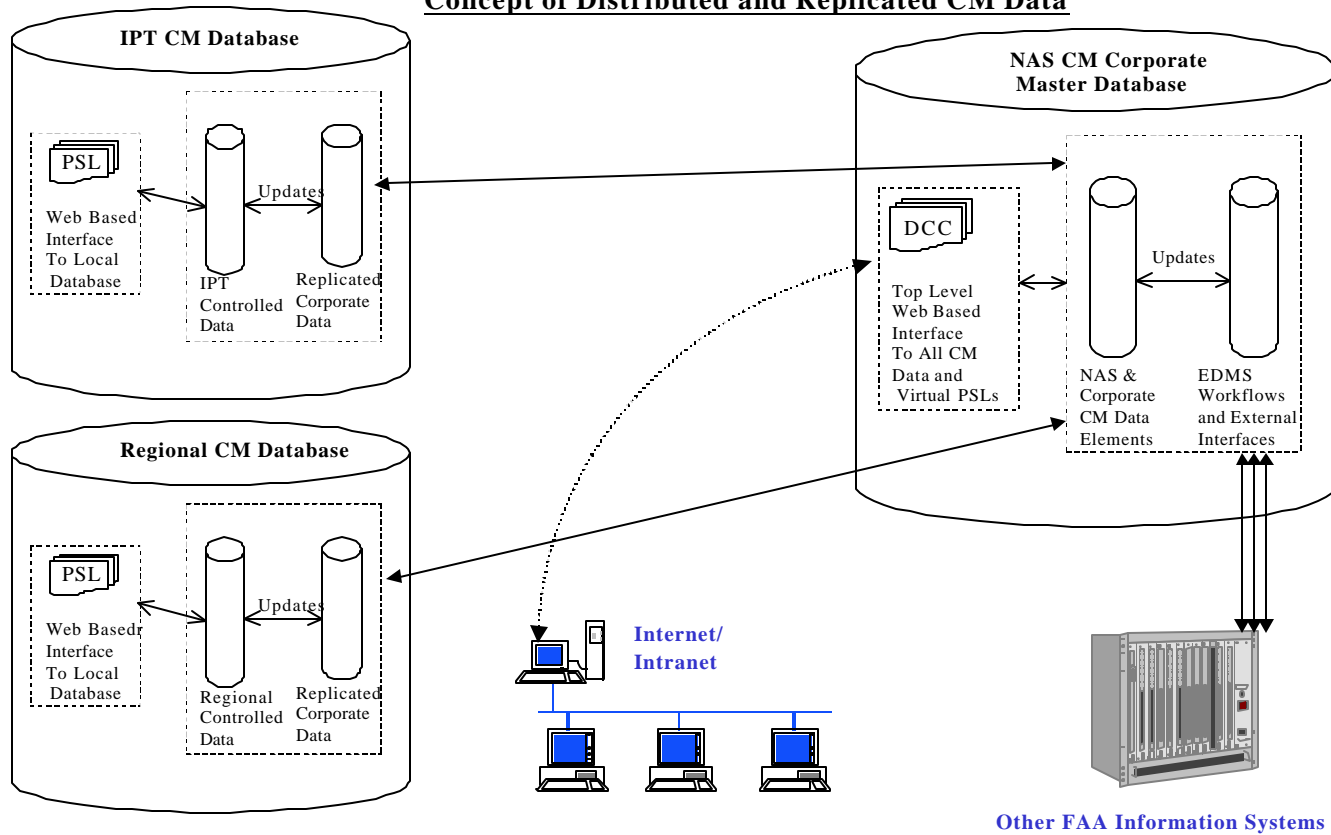 Concept of Distributed and Replicated CM Data
IPT CM Database
PSL
Web Based
Interface
To Local
Database
Updates
IPT
Controlled
Data
Replicated
Corporate
Data
NAS CM Corporate
Master Database
DCC
Top Level
Web Based
Interface
To All CM
Data and
Virtual PSLs
Updates
NAS &
Corporate
CM Data
Elements
EDMS
Workflows
and External
Interfaces
Regional CM Database
PSL
Web Basedr
Interface
To Local
Database
Updates
Regional
Controlled
Data
Replicated
Corporate
Data
Internet/
Intranet
Other FAA Information Systems